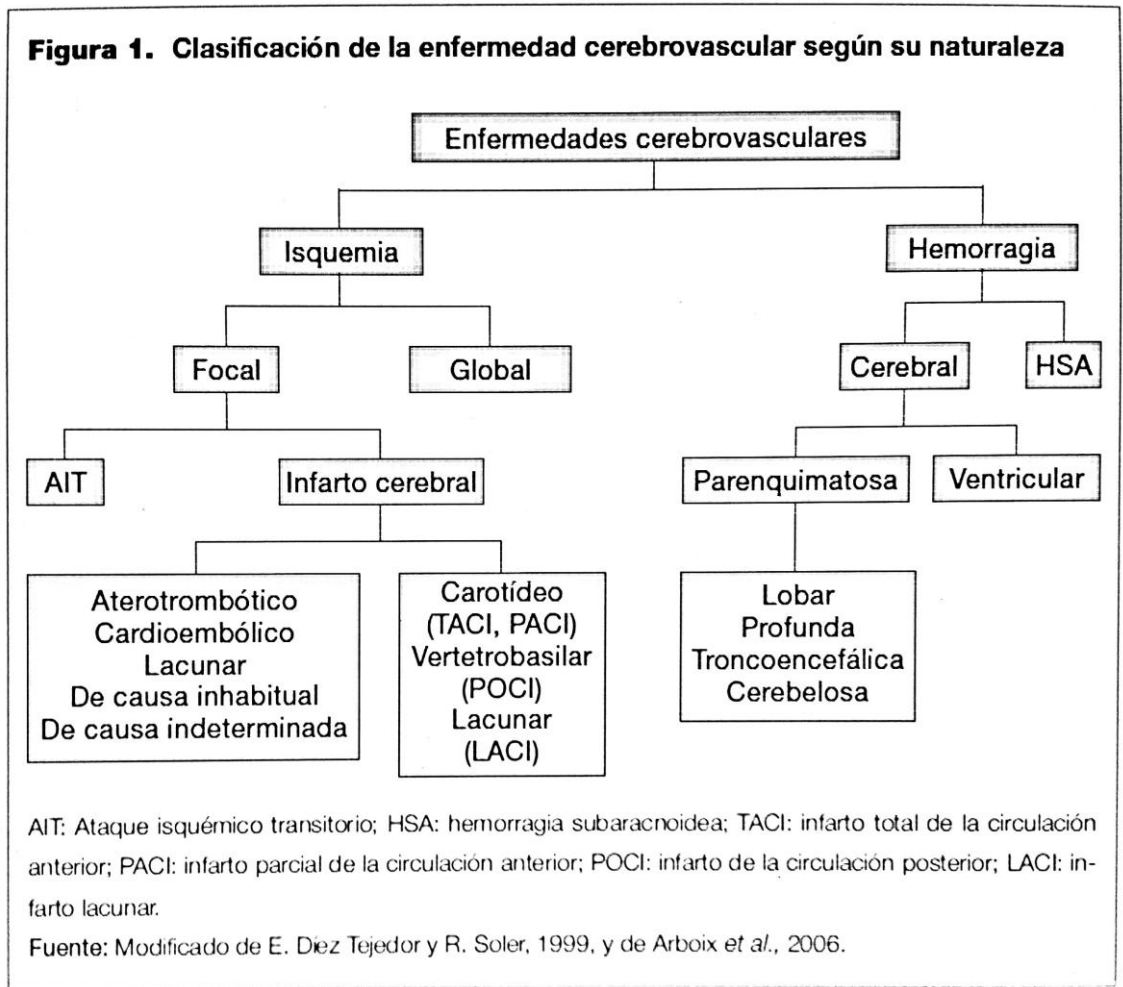 Figura 1. Clasificación de la enfermedad cerebrovascular según su naturaleza
Enfermedades cerebrovasculares
Isquemia
Hemorragia
Focal
Global
Cerebral
HSA
AIT
Infarto cerebral
Parenquimatosa
Ventricular
Aterotrombótico
Cardioembólico
Lacunar
De causa inhabitual
De causa indeterminada
Carotídeo
(TACI, PACI)
Vertetrobasilar
(POCI)
Lacunar
(LACI)
Lobar
Profunda
Troncoencefálica
Cerebelosa
AIT: Ataque isquémico transitorio; HSA: hemorragia subaracnoidea; TACI: infarto total de la circulación
anterior; PACI: infarto parcial de la circulación anterior; POCI: infarto de la circulación posterior; LACI: in-
farto lacunar.
Fuente: Modificado de E. Díez Tejedor y R. Soler, 1999, y de Arboix et al., 2006.